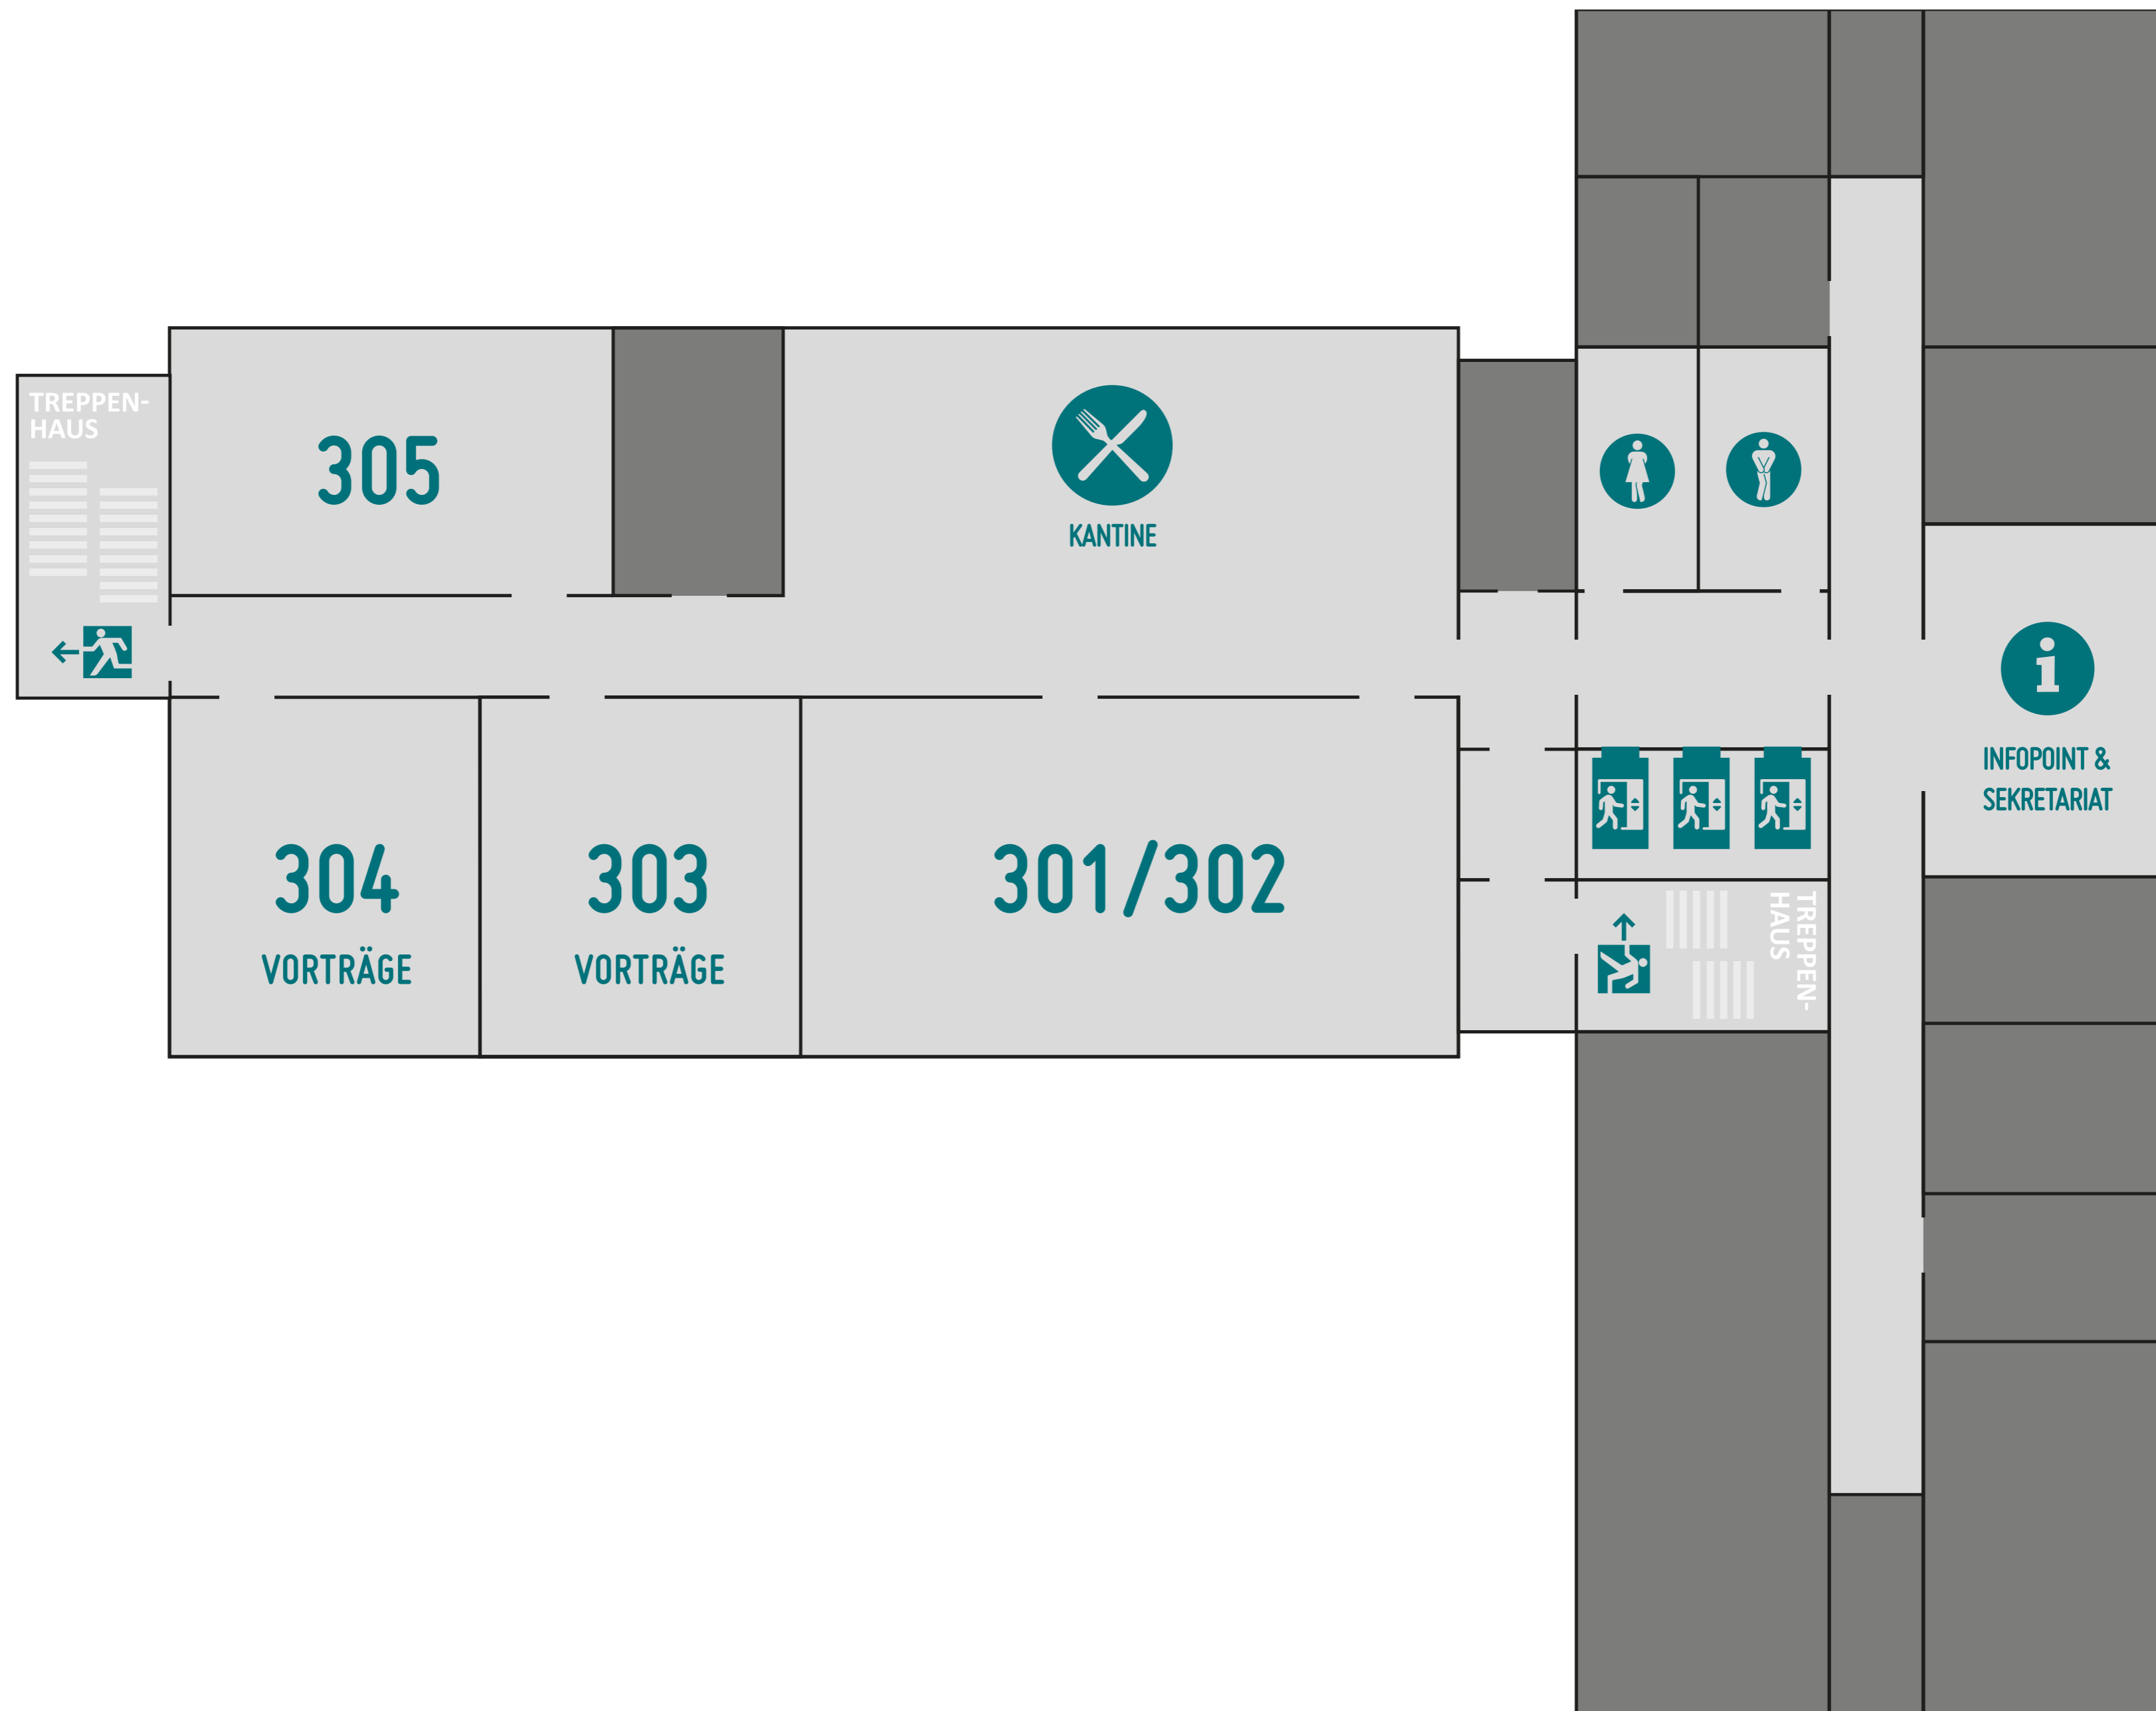 TREPPEN-
HAUS
305
KANTINE
i
INFOPOINT &
SEKRETARIAT
304
VORTRÄGE
303
VORTRÄGE
301/302
TREPPEN-
HAUS